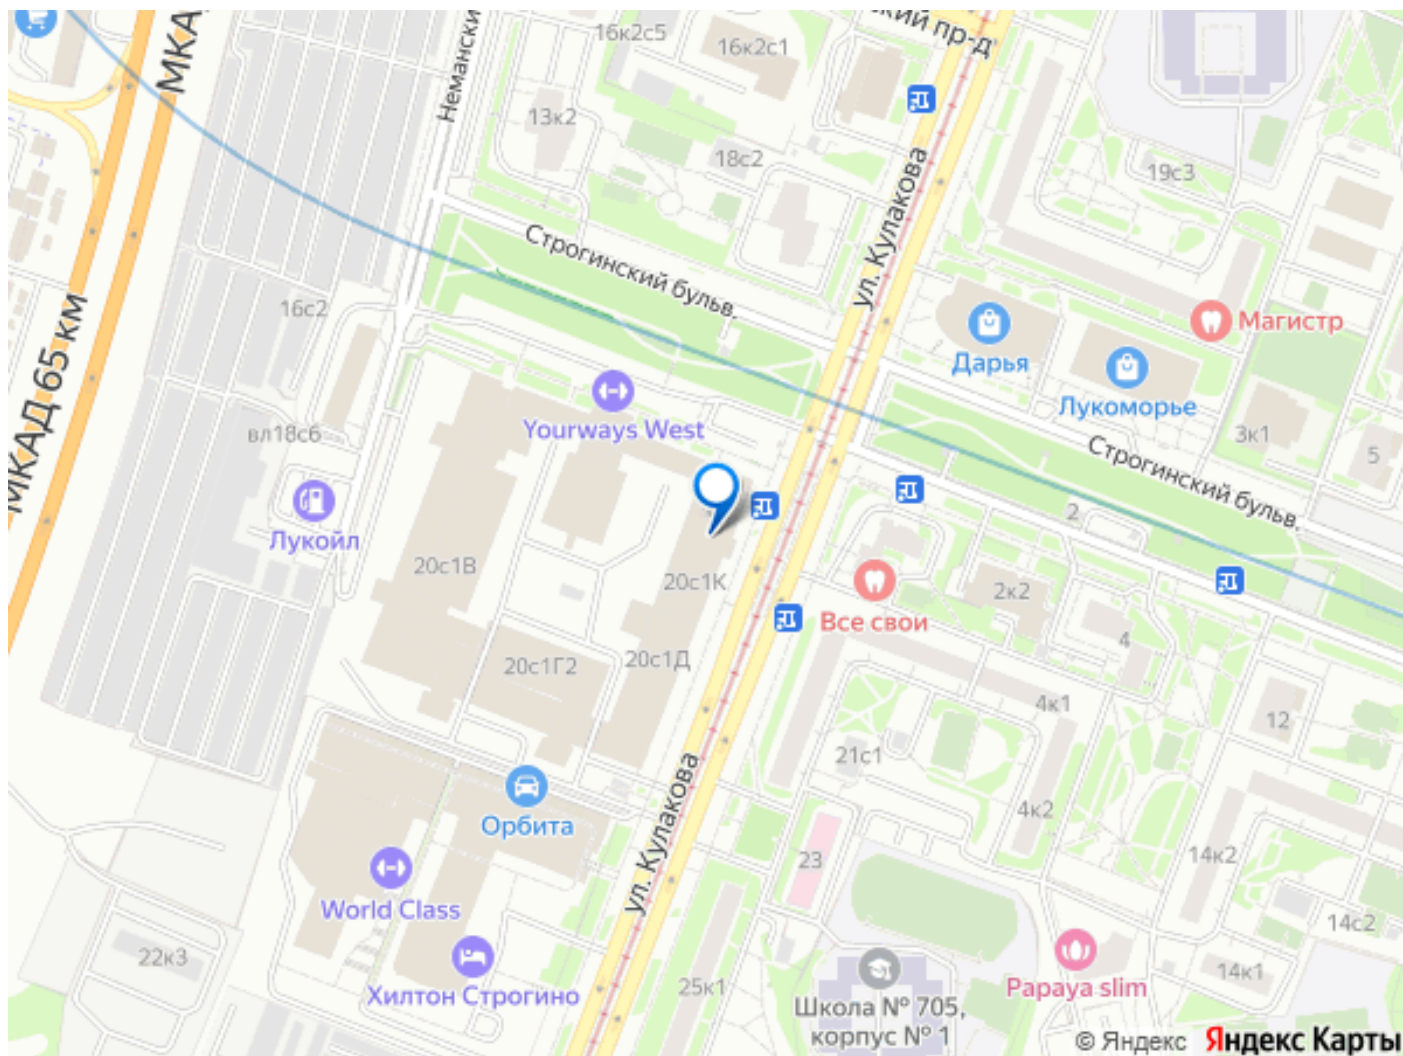 МКА
Неманский
16к2с5
16к2с1
ский пр-д
13к2
18с2
ул. Кулакова
19с3
Строгинский бульв.
16с2
МКАД 65 км
Дарья
Магистр
Лукоморье
Yourways West
вл18с6
3к1
5
Строгинский бульв.
Лукойл
2
20с1В
20с1К
Все свои
2к2
4
20с1Г2
20с1Д
4к1
12
21с1
Орбита
ул. Кулакова
4к2
23
14к2
World Class
14с2
22к3
Хилтон Строгино
25к1
Школа № 705,
корпус № 1
Papaya slim
14к1
© Яндекс Яндекс Карты